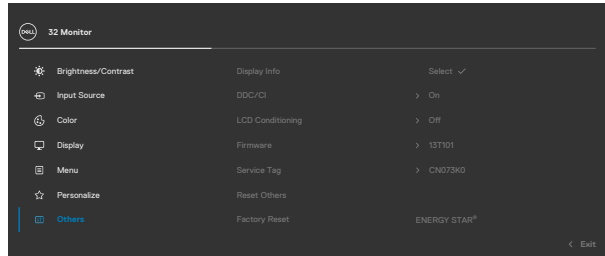 DELL 32 Monitor
Brightness/Contrast Display Info Select ✓
Input Source DDC/CI > On
Color LCD Conditioning > Off
Display Firmware > 13T101
Menu Service Tag > CN073K0
Personalize Reset Others
Others Factory Reset ENERGY STAR®
< Exit